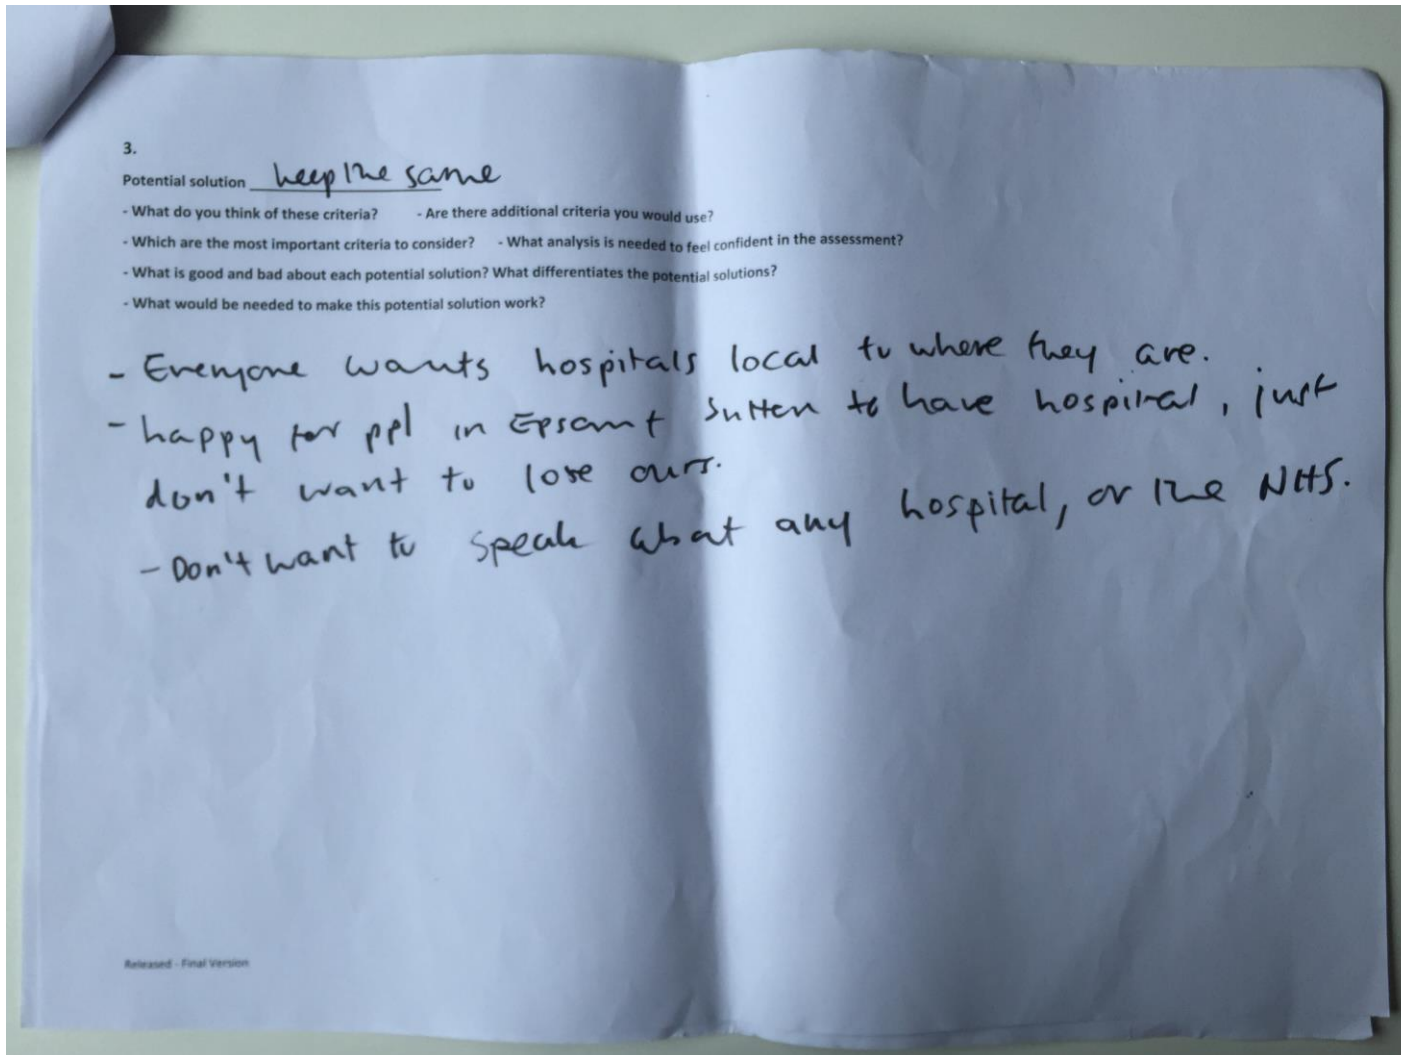 3.
Potential solution keep the same
- What do you think of these criteria? - Are there additional criteria you would use?
- Which are the most important criteria to consider? - What analysis is needed to feel confident in the assessment?
- What is good and bad about each potential solution? What differentiates the potential solutions?
- What would be needed to make this potential solution work?
- Everyone wants hospitals local to where they are.
- happy for ppl in Epsom + Sutton to have hospital, just
don't want to lose ours.
- Don't want to speak about any hospital, or the NHS.
Released - Final Version